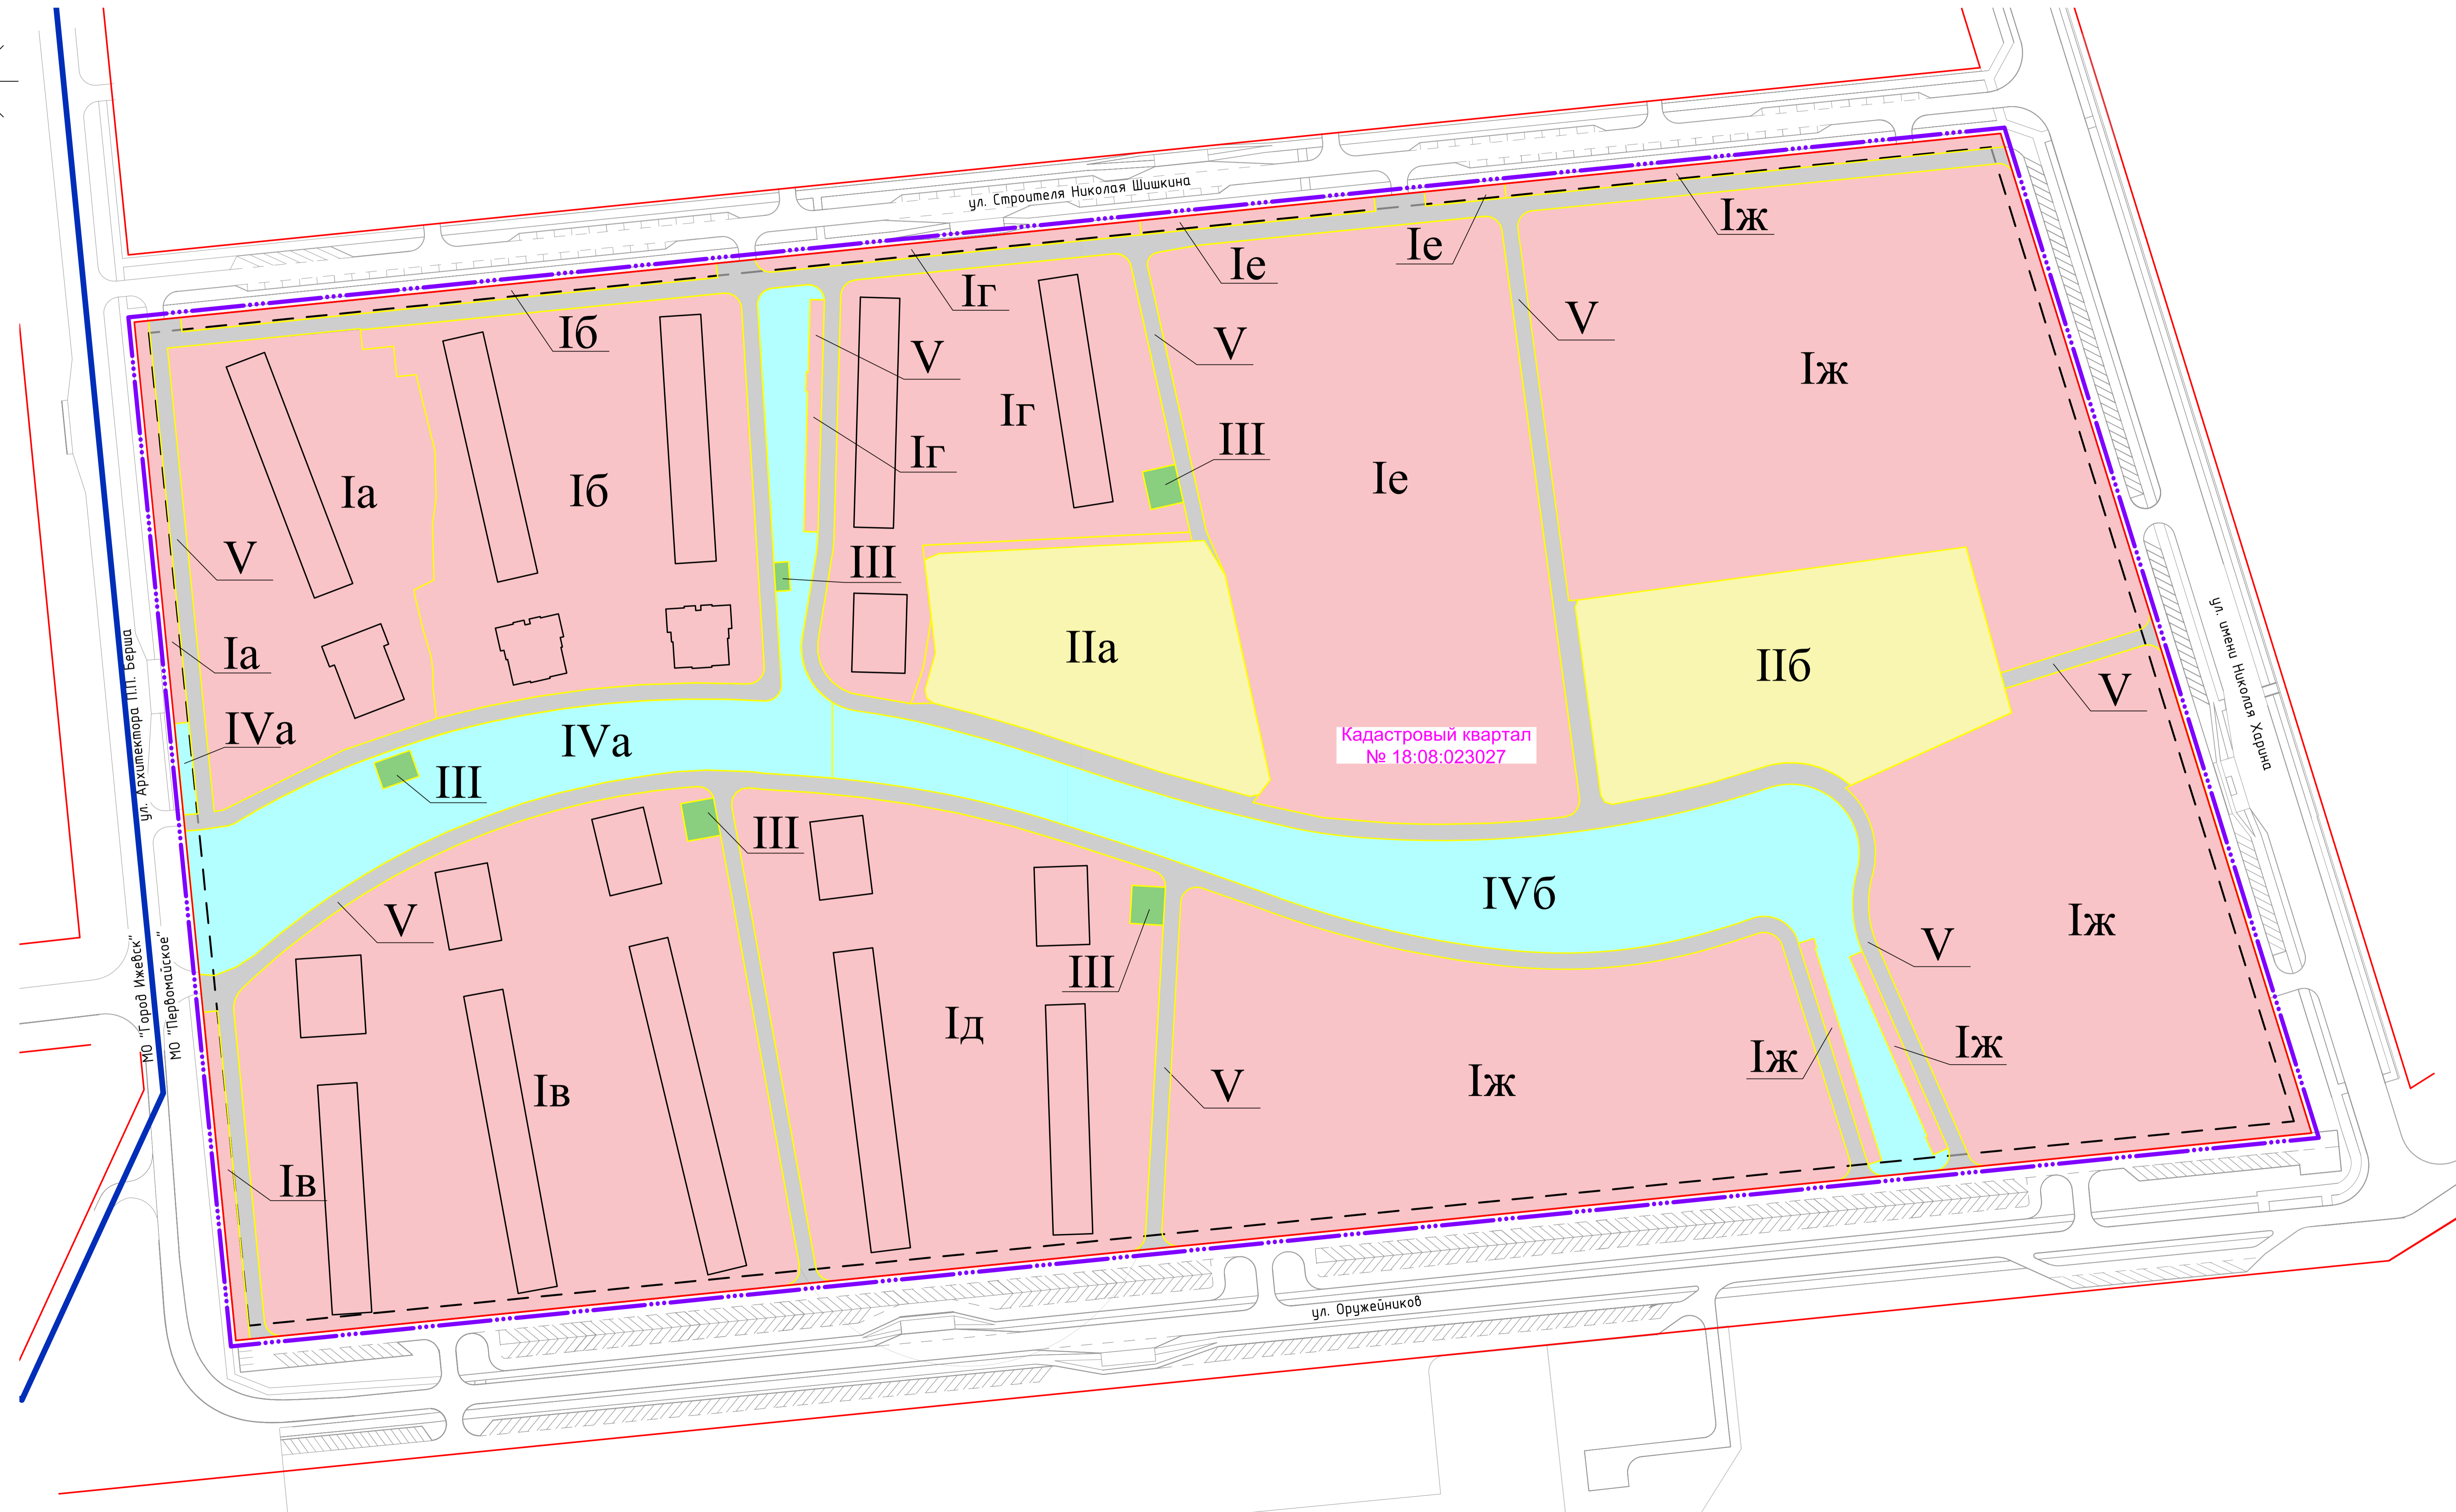 ул. Строителя Николая Шишкина
Iж
Iе
Iе
Iг
Iб
V
V
V
Iж
Iг
Iг
III
Iе
Iа
Iб
V
III
IIа
IIб
Iа
V
ул. имени Николая Харина
IVа
IVа
III
Кадастровый квартал
№ 18:08:023027
ул. Архитектора П.П. Берша
III
V
IVб
Iж
V
МО "Город Ижевск"
МО "Первомайское"
III
Iд
Iж
Iж
Iв
V
Iж
Iв
ул. Оружейников